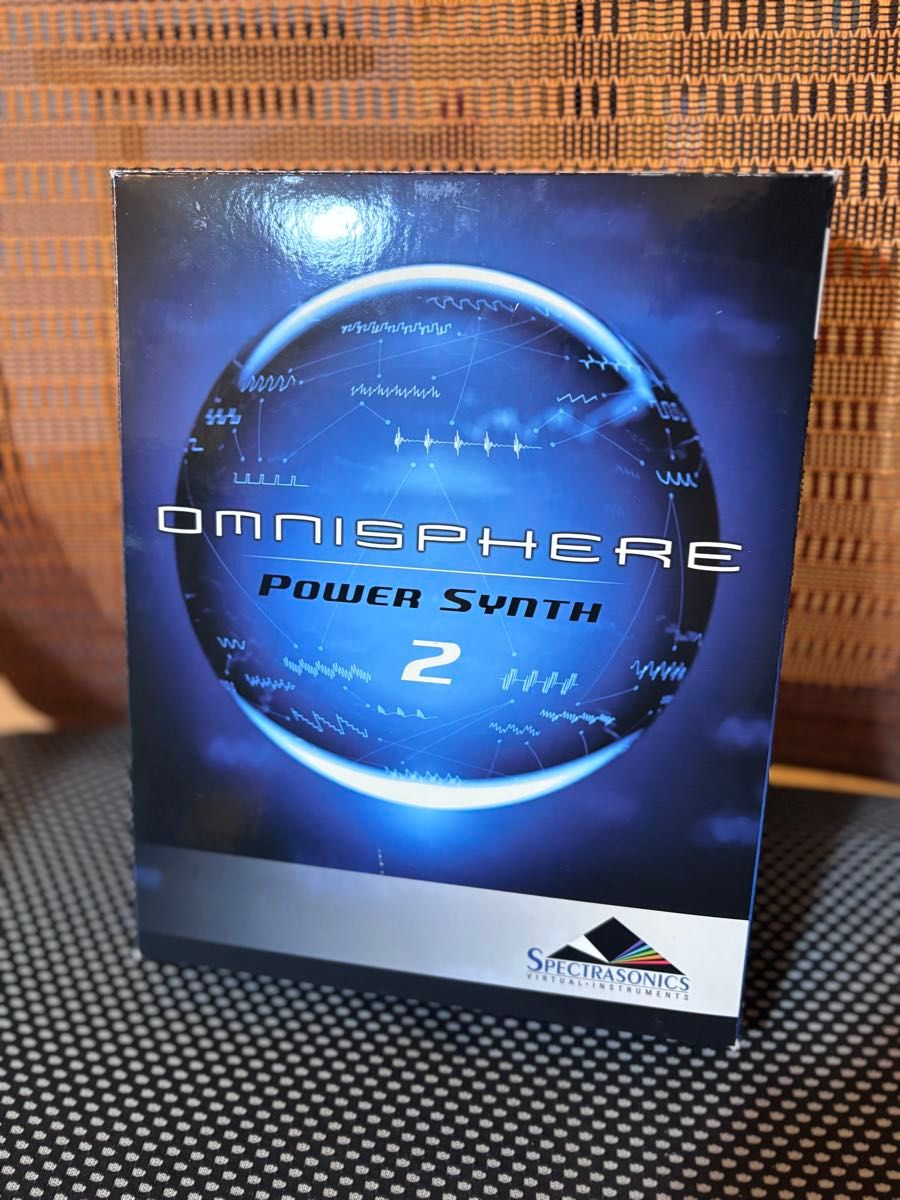 OMNISPHERE
POWER SYNTH
2
SPECTRASONICS
VIRTUAL·INSTRUMENTS